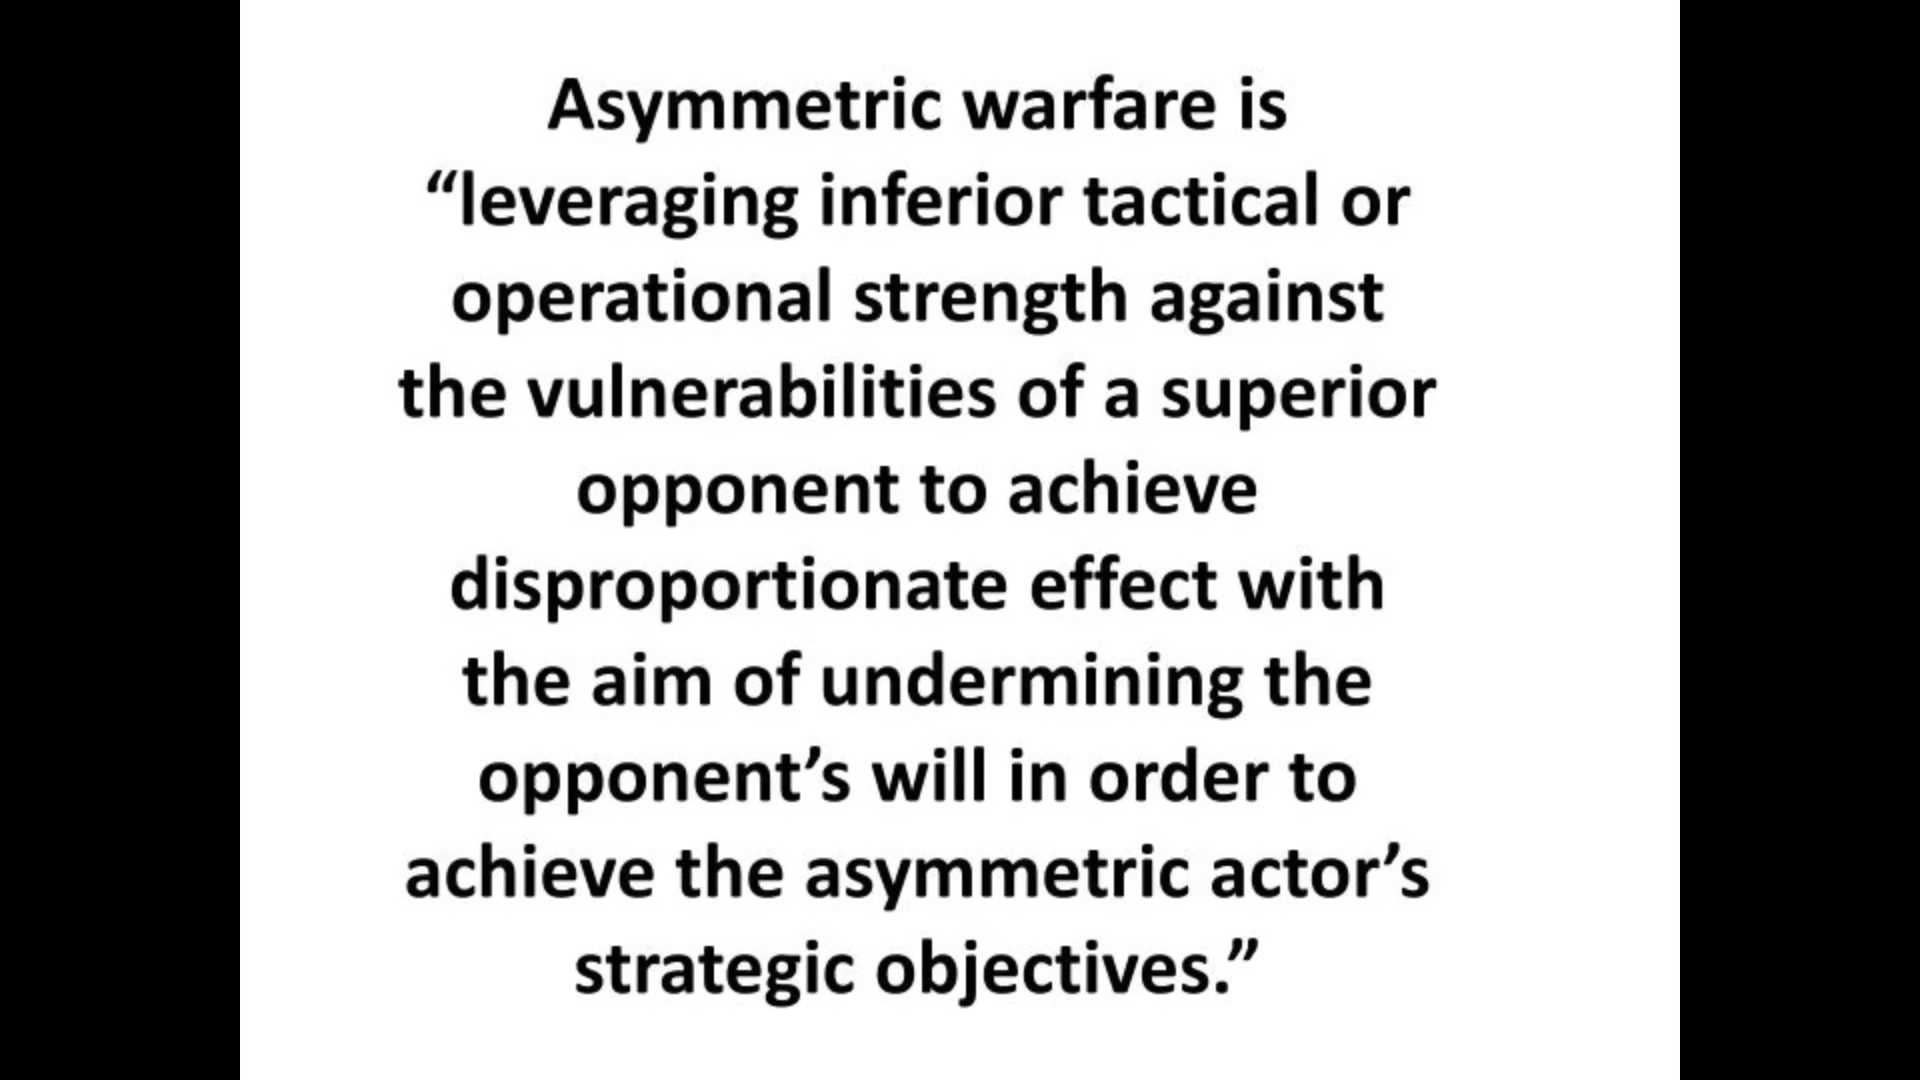 Asymmetric warfare is
“leveraging inferior tactical or
operational strength against
the vulnerabilities of a superior
opponent to achieve
disproportionate effect with
the aim of undermining the
opponent’s will in order to
achieve the asymmetric actor’s
strategic objectives.”